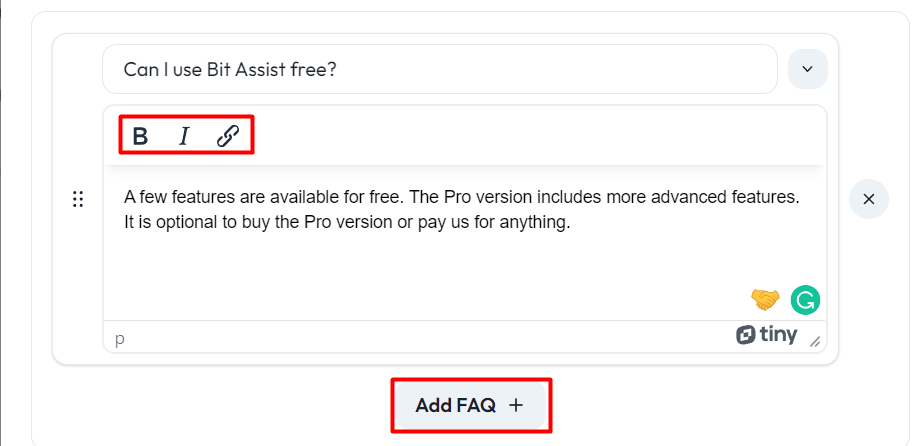 Can I use Bit Assist free?
B I
A few features are available for free. The Pro version includes more advanced features.
It is optional to buy the Pro version or pay us for anything.
G
p
tiny
Add FAQ +